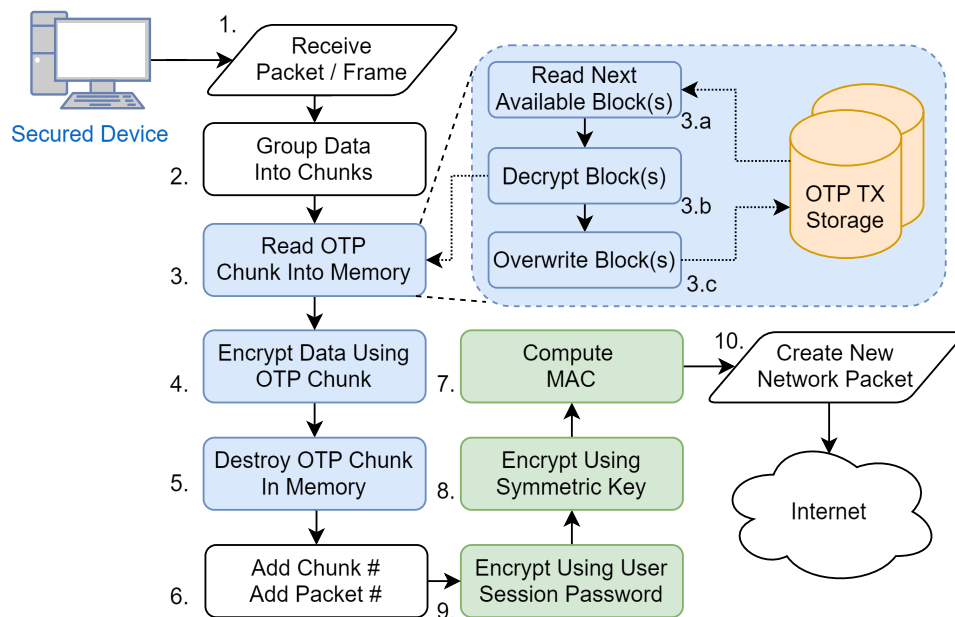 Secured Device
1.
Receive
Packet / Frame
2.
Group Data
Into Chunks
3.
Read OTP
Chunk Into Memory
Read Next
Available Block(s)
3.a
Decrypt Block(s)
3.b
Overwrite Block(s)
3.c
OTP TX
Storage
4.
Encrypt Data Using
OTP Chunk
5.
Destroy OTP Chunk
In Memory
6.
Add Chunk #
Add Packet #
9.
Encrypt Using User
Session Password
8.
Encrypt Using
Symmetric Key
7.
Compute
MAC
10.
Create New
Network Packet
Internet